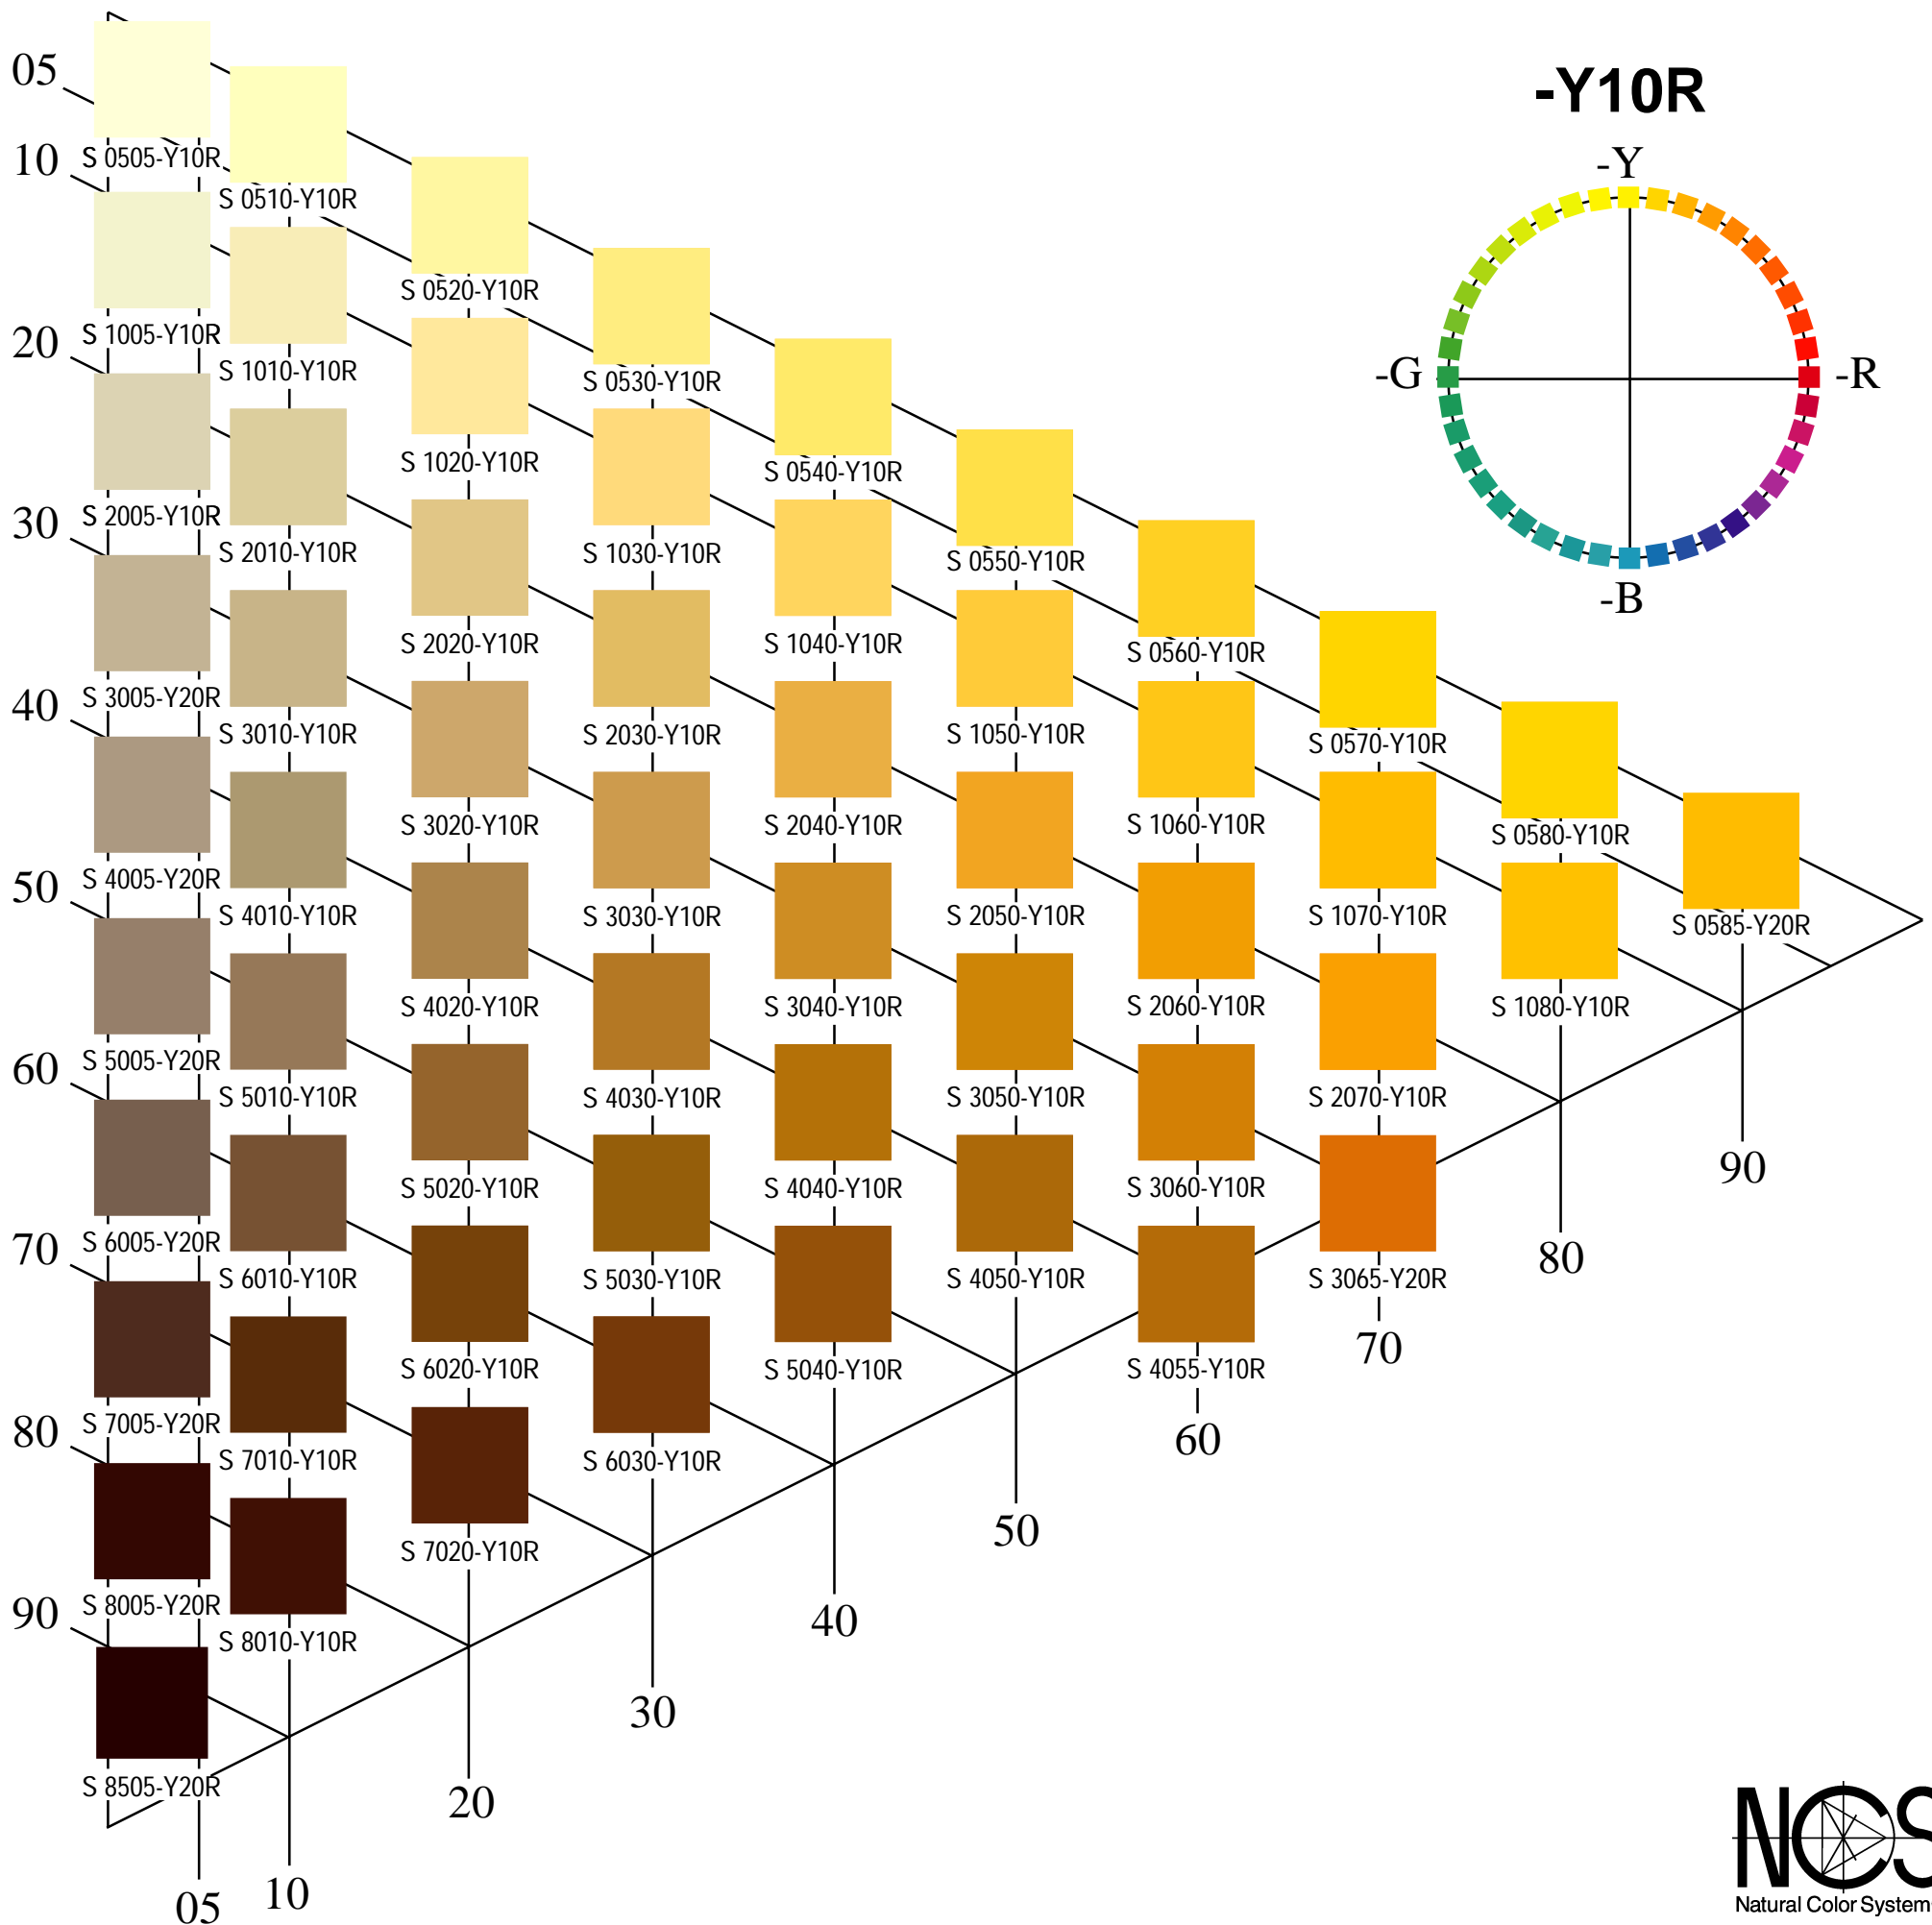 -Y10R
-Y
-G
-R
-B
05
10
20
30
40
50
60
70
80
90
S 0505-Y10R
S 1005-Y10R
S 2005-Y10R
S 3005-Y20R
S 4005-Y20R
S 5005-Y20R
S 6005-Y20R
S 7005-Y20R
S 8005-Y20R
S 8505-Y20R
S 0510-Y10R
S 1010-Y10R
S 2010-Y10R
S 3010-Y10R
S 4010-Y10R
S 5010-Y10R
S 6010-Y10R
S 7010-Y10R
S 8010-Y10R
S 0520-Y10R
S 1020-Y10R
S 2020-Y10R
S 3020-Y10R
S 4020-Y10R
S 5020-Y10R
S 6020-Y10R
S 7020-Y10R
S 0530-Y10R
S 1030-Y10R
S 2030-Y10R
S 3030-Y10R
S 4030-Y10R
S 5030-Y10R
S 6030-Y10R
S 0540-Y10R
S 1040-Y10R
S 2040-Y10R
S 3040-Y10R
S 4040-Y10R
S 5040-Y10R
S 0550-Y10R
S 1050-Y10R
S 2050-Y10R
S 3050-Y10R
S 4050-Y10R
S 0560-Y10R
S 1060-Y10R
S 2060-Y10R
S 3060-Y10R
S 4055-Y10R
S 0570-Y10R
S 1070-Y10R
S 2070-Y10R
S 3065-Y20R
S 0580-Y10R
S 1080-Y10R
S 0585-Y20R
05
10
20
30
40
50
60
70
80
90
NCS
Natural Color System